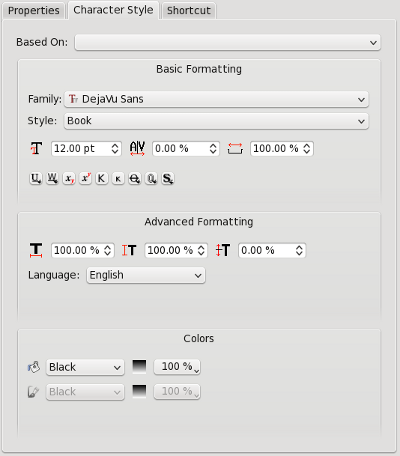 Properties Character Style Shortcut
Based On:
Basic Formatting
Family: DejaVu Sans
Style: Book
12.00 pt 0.00 % 100.00 %
Advanced Formatting
100.00 % 100.00 % 0.00 %
Language: English
Colors
Black 100 %
Black 100 %